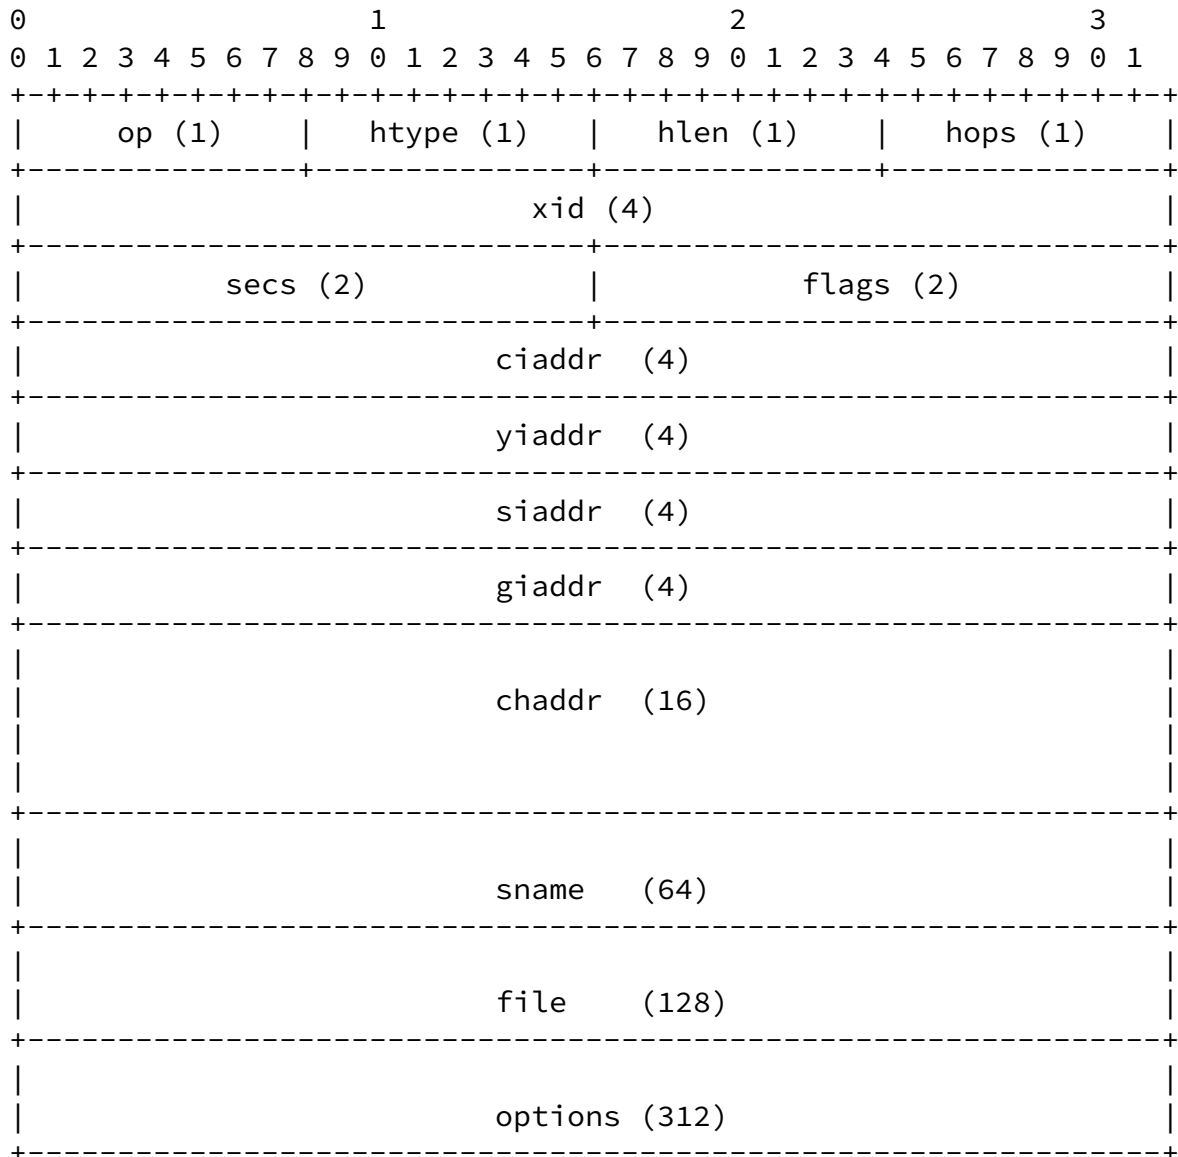 0                   1                   2                   3
0 1 2 3 4 5 6 7 8 9 0 1 2 3 4 5 6 7 8 9 0 1 2 3 4 5 6 7 8 9 0 1
+-+-+-+-+-+-+-+-+-+-+-+-+-+-+-+-+-+-+-+-+-+-+-+-+-+-+-+-+-+-+-+-+
|     op (1)    |   htype (1)   |   hlen (1)    |   hops (1)    |
+---------------+---------------+---------------+---------------+
|                            xid (4)                            |
+-------------------------------+-------------------------------+
|           secs (2)            |           flags (2)           |
+-------------------------------+-------------------------------+
|                          ciaddr  (4)                          |
+---------------------------------------------------------------+
|                          yiaddr  (4)                          |
+---------------------------------------------------------------+
|                          siaddr  (4)                          |
+---------------------------------------------------------------+
|                          giaddr  (4)                          |
+---------------------------------------------------------------+
|                                                               |
|                          chaddr  (16)                         |
|                                                               |
|                                                               |
+---------------------------------------------------------------+
|                                                               |
|                          sname   (64)                         |
+---------------------------------------------------------------+
|                                                               |
|                          file    (128)                        |
+---------------------------------------------------------------+
|                                                               |
|                          options (312)                        |
+---------------------------------------------------------------+